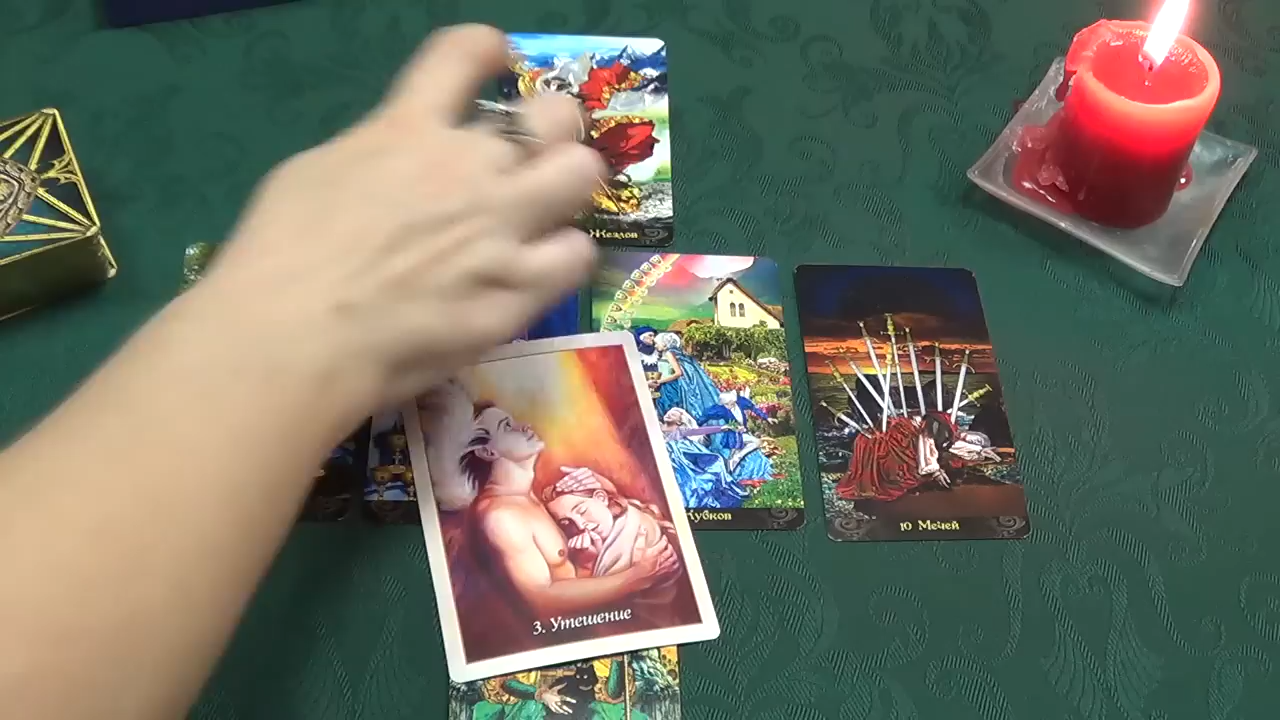 Жезлов
Кубков
10 Мечей
3. Утешение